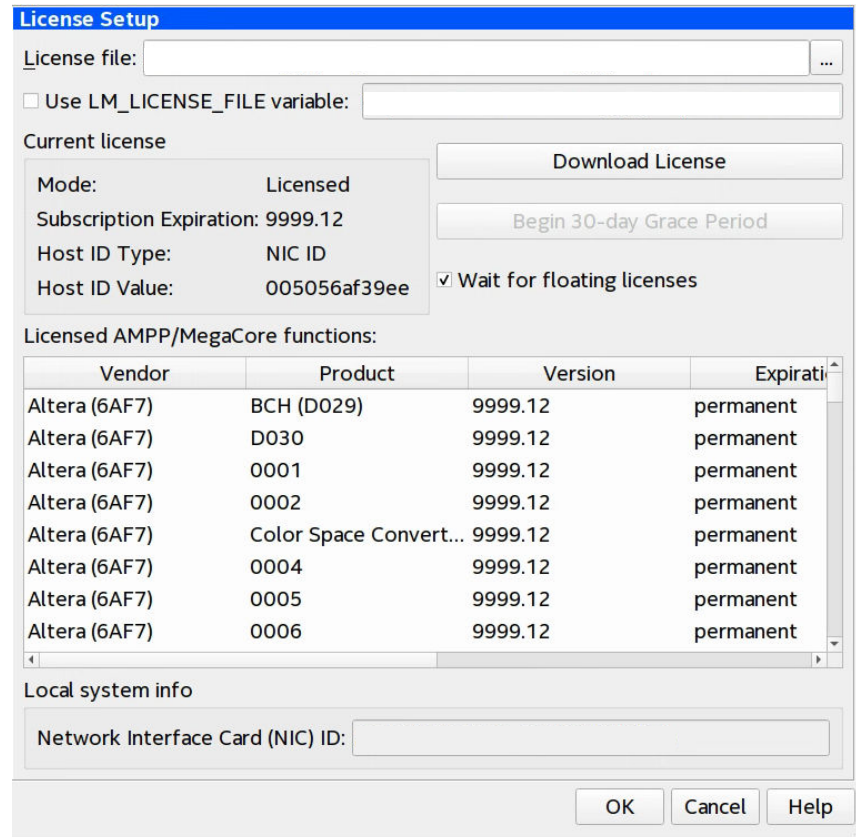 License Setup
License file:
...
Use LM_LICENSE_FILE variable:
Current license
Mode: Licensed
Subscription Expiration: 9999.12
Host ID Type: NIC ID
Host ID Value: 005056af39ee
Download License
Begin 30-day Grace Period
Wait for floating licenses
Licensed AMPP/MegaCore functions:
Vendor Product Version Expirati
Altera (6AF7) BCH (D029) 9999.12 permanent
Altera (6AF7) D030 9999.12 permanent
Altera (6AF7) 0001 9999.12 permanent
Altera (6AF7) 0002 9999.12 permanent
Altera (6AF7) Color Space Convert... 9999.12 permanent
Altera (6AF7) 0004 9999.12 permanent
Altera (6AF7) 0005 9999.12 permanent
Altera (6AF7) 0006 9999.12 permanent
Local system info
Network Interface Card (NIC) ID:
OK Cancel Help